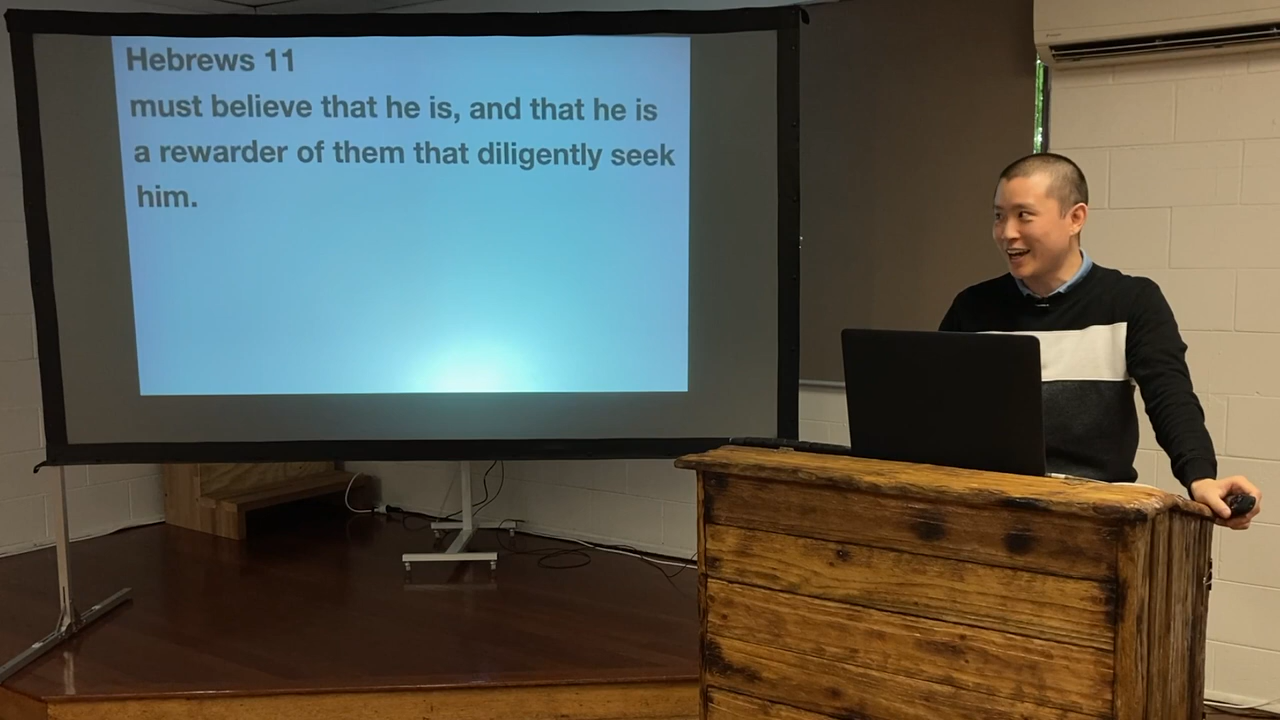 Hebrews 11
must believe that he is, and that he is
a rewarder of them that diligently seek
him.